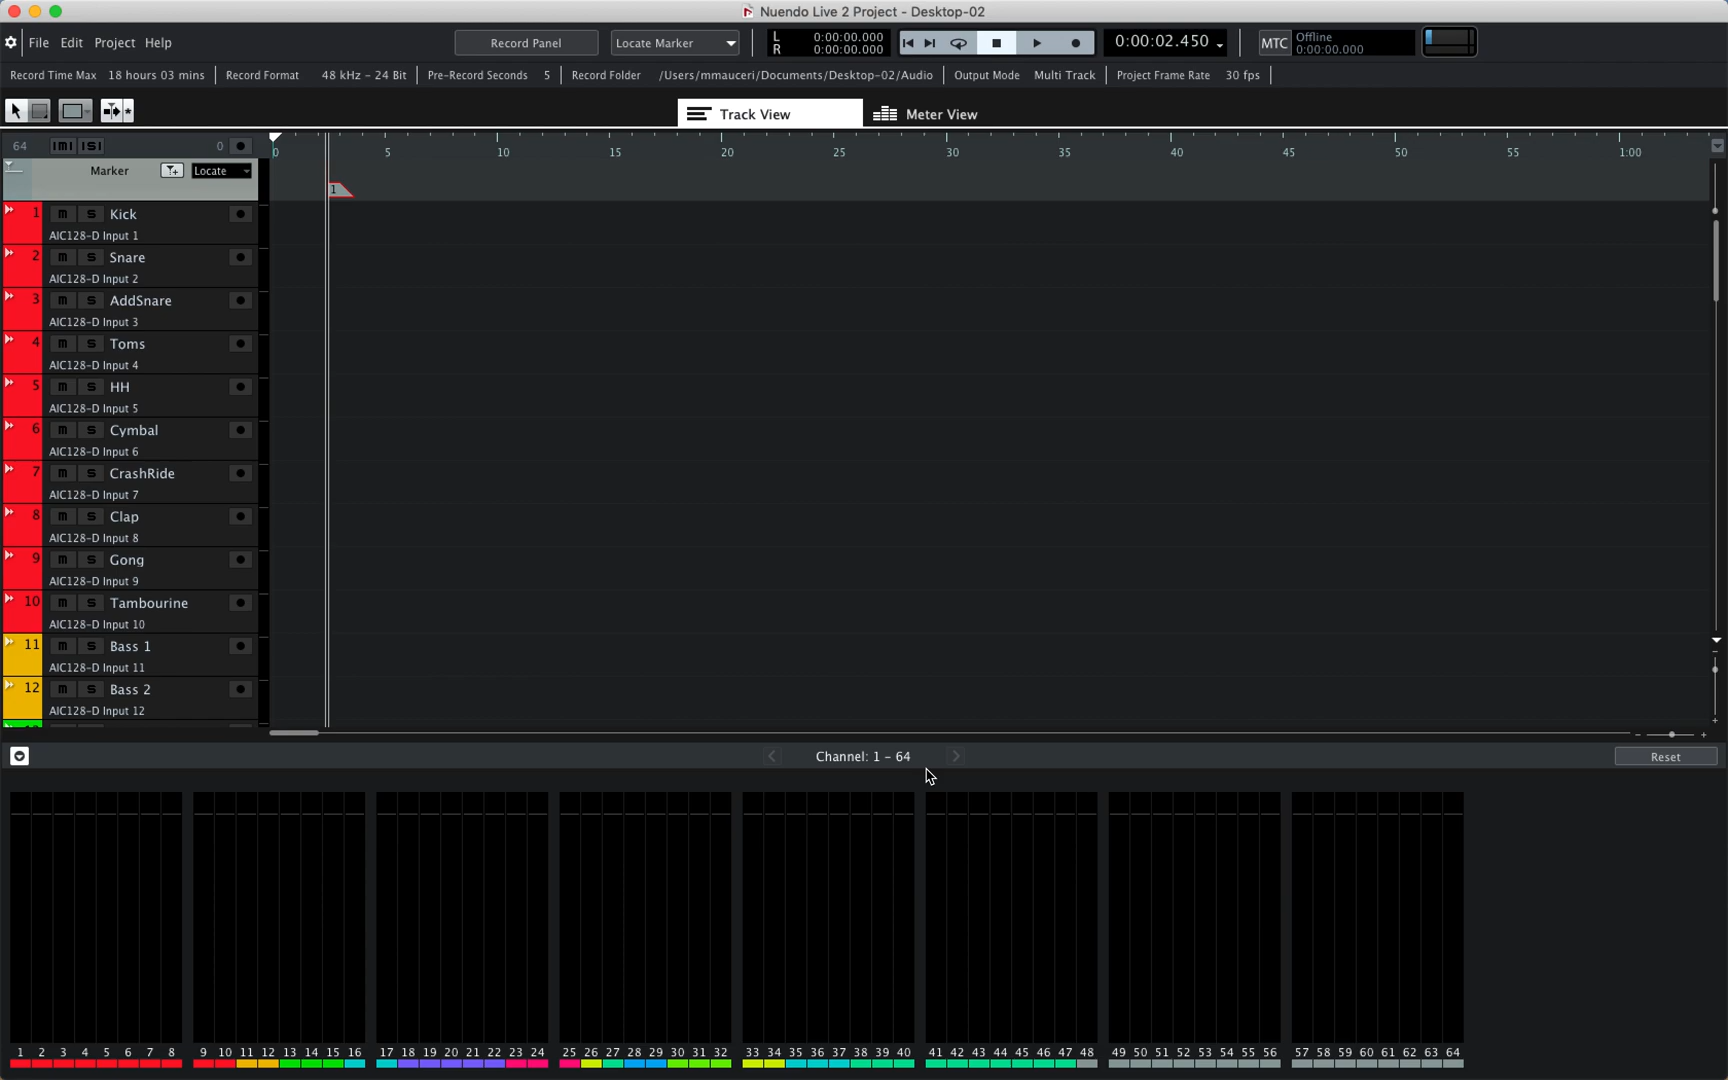 Nuendo Live 2 Project - Desktop-02
File Edit Project Help
Record Panel
Locate Marker
L 0:00:00.000
R 0:00:00.000
0:00:02.450
MTC Offline
0:00:00.000
Record Time Max 18 hours 03 mins Record Format 48 kHz - 24 Bit Pre-Record Seconds 5 Record Folder /Users/mmauceri/Documents/Desktop-02/Audio Output Mode Multi Track Project Frame Rate 30 fps
Track View Meter View
64 |M| |S| 0
0 5 10 15 20 25 30 35 40 45 50 55 1:00
Marker Locate
1
1 m s Kick
AIC128-D Input 1
2 m s Snare
AIC128-D Input 2
3 m s AddSnare
AIC128-D Input 3
4 m s Toms
AIC128-D Input 4
5 m s HH
AIC128-D Input 5
6 m s Cymbal
AIC128-D Input 6
7 m s CrashRide
AIC128-D Input 7
8 m s Clap
AIC128-D Input 8
9 m s Gong
AIC128-D Input 9
10 m s Tambourine
AIC128-D Input 10
11 m s Bass 1
AIC128-D Input 11
12 m s Bass 2
AIC128-D Input 12
Channel: 1 - 64
Reset
1 2 3 4 5 6 7 8 9 10 11 12 13 14 15 16 17 18 19 20 21 22 23 24 25 26 27 28 29 30 31 32 33 34 35 36 37 38 39 40 41 42 43 44 45 46 47 48 49 50 51 52 53 54 55 56 57 58 59 60 61 62 63 64